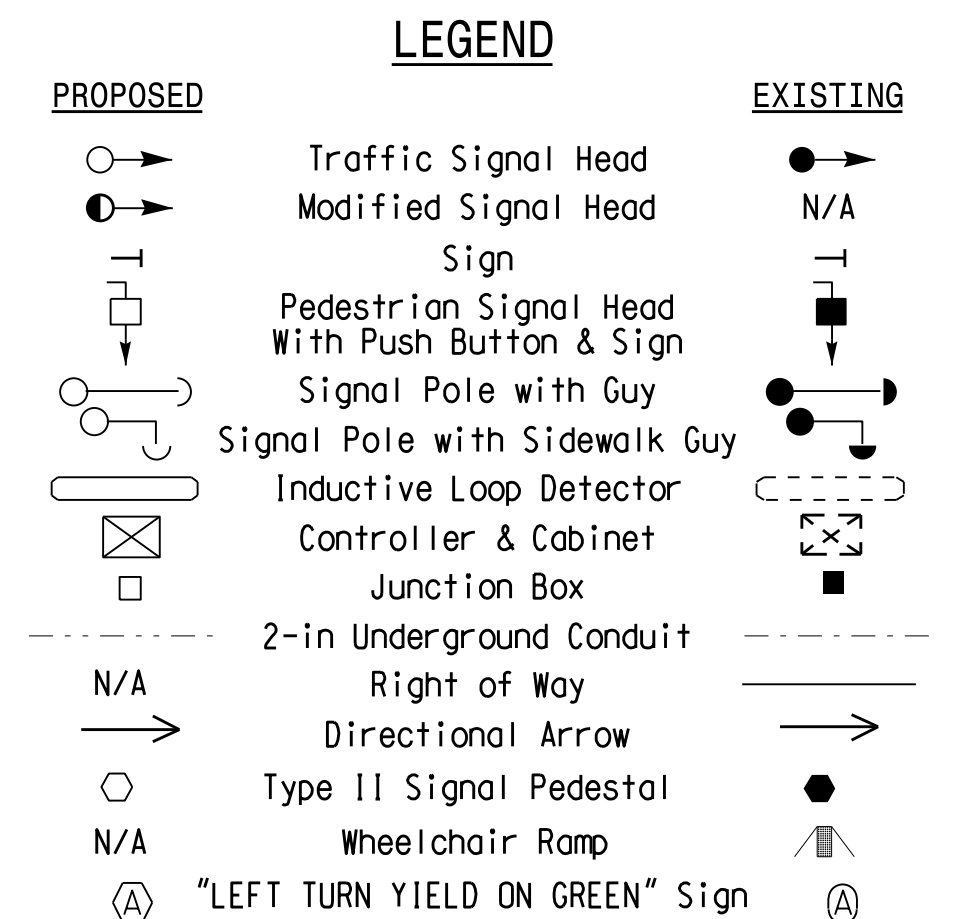 LEGEND
PROPOSED EXISTING
Traffic Signal Head
Modified Signal Head N/A
Sign
Pedestrian Signal Head
With Push Button & Sign
Signal Pole with Guy
Signal Pole with Sidewalk Guy
Inductive Loop Detector
Controller & Cabinet
Junction Box
2-in Underground Conduit
N/A Right of Way
Directional Arrow
Type II Signal Pedestal
N/A Wheelchair Ramp
A "LEFT TURN YIELD ON GREEN" Sign A